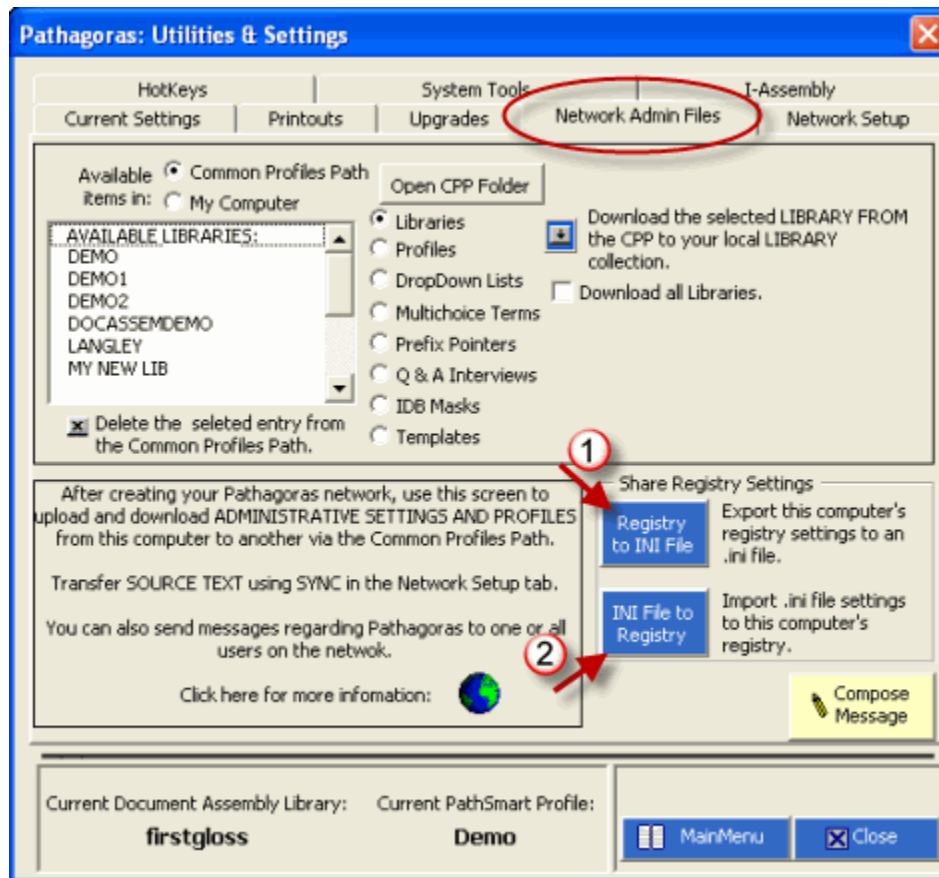 Pathagoras: Utilities & Settings
HotKeys
System Tools
I-Assembly
Current Settings
Printouts
Upgrades
Network Admin Files
Network Setup
Available items in:
Common Profiles Path
My Computer
Open CPP Folder
AVAILABLE LIBRARIES:
DEMO
DEMO1
DEMO2
DOCASSEMDEMO
LANGLEY
MY NEW LIB
Delete the seleted entry from
the Common Profiles Path.
Libraries
Profiles
DropDown Lists
Multichoice Terms
Prefix Pointers
Q & A Interviews
IDB Masks
Templates
Download the selected LIBRARY FROM
the CPP to your local LIBRARY
collection.
Download all Libraries.
After creating your Pathagoras network, use this screen to
upload and download ADMINISTRATIVE SETTINGS AND PROFILES
from this computer to another via the Common Profiles Path.
Transfer SOURCE TEXT using SYNC in the Network Setup tab.
You can also send messages regarding Pathagoras to one or all
users on the netwok.
Click here for more infomation:
1
2
Share Registry Settings
Registry
to INI File
Export this computer's
registry settings to an
.ini file.
INI File to
Registry
Import .ini file settings
to this computer's
registry.
Compose
Message
Current Document Assembly Library:
firstgloss
Current PathSmart Profile:
Demo
MainMenu
Close